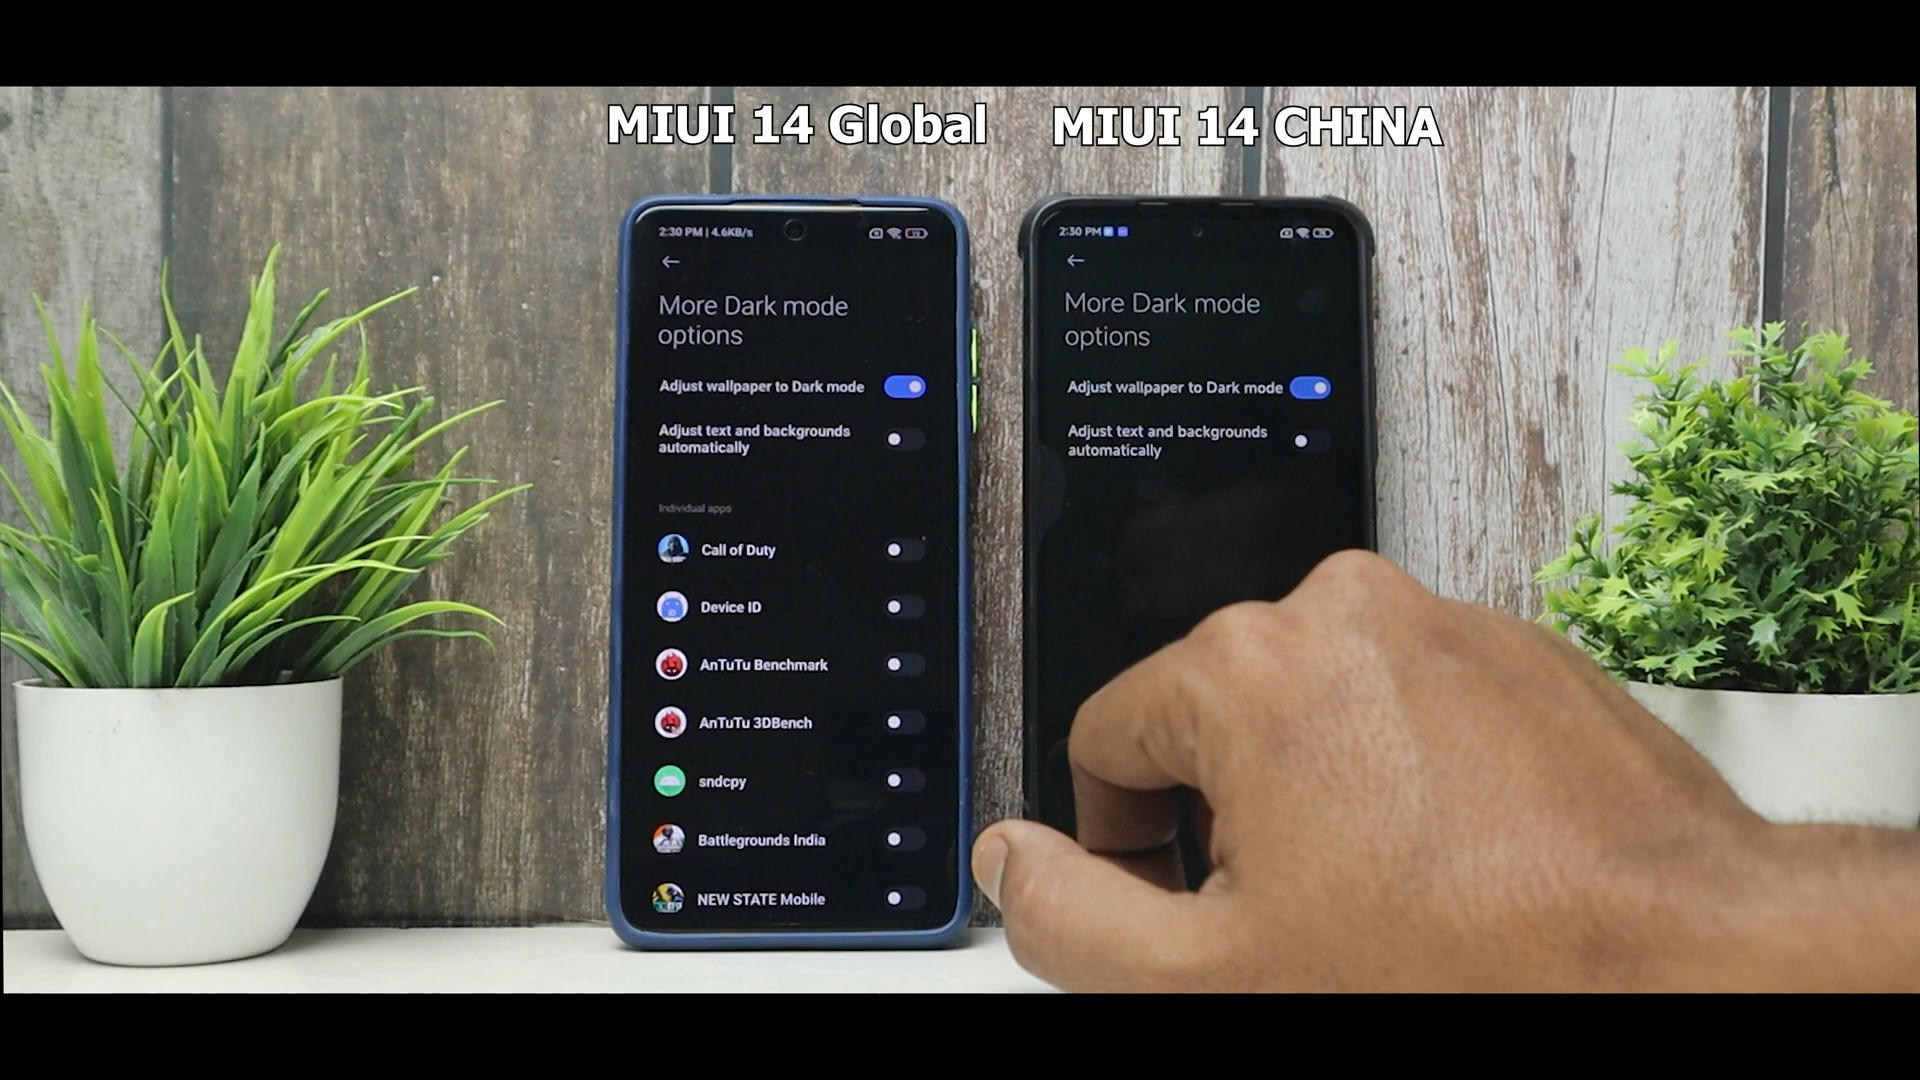 MIUI 14 Global
MIUI 14 CHINA
2:30 PM | 4.6KB/s
More Dark mode
options
Adjust wallpaper to Dark mode
Adjust text and backgrounds
automatically
Individual apps
Call of Duty
Device ID
AnTuTu Benchmark
AnTuTu 3DBench
sndcpy
Battlegrounds India
NEW STATE Mobile
2:30 PM
More Dark mode
options
Adjust wallpaper to Dark mode
Adjust text and backgrounds
automatically